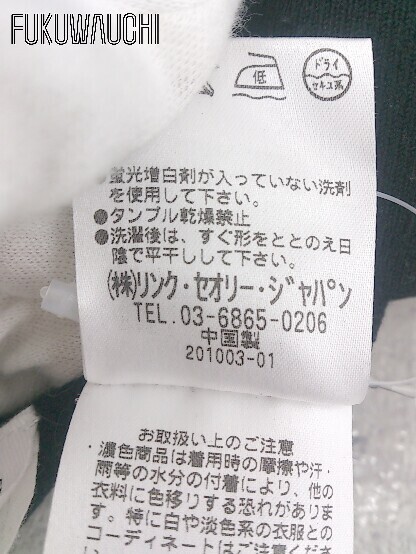 FUKUWAUCHI
低
ドライ
セキユ系
蛍光増白剤が入っていない洗剤
を使用して下さい。
●タンブル乾燥禁止
●洗濯後は、すぐ形をととのえ日
陰で平干しして下さい。
(株)リンク・セオリー・ジャパン
TEL.03-6865-0206
中国製
201003-01
お取扱い上のご注意
・濃色商品は着用時の摩擦や汗・
雨等の水分の付着により、他の
衣料に色移りする恐れがありま
す。特に白や淡色系の衣服との
コーディネートはご注意くださ